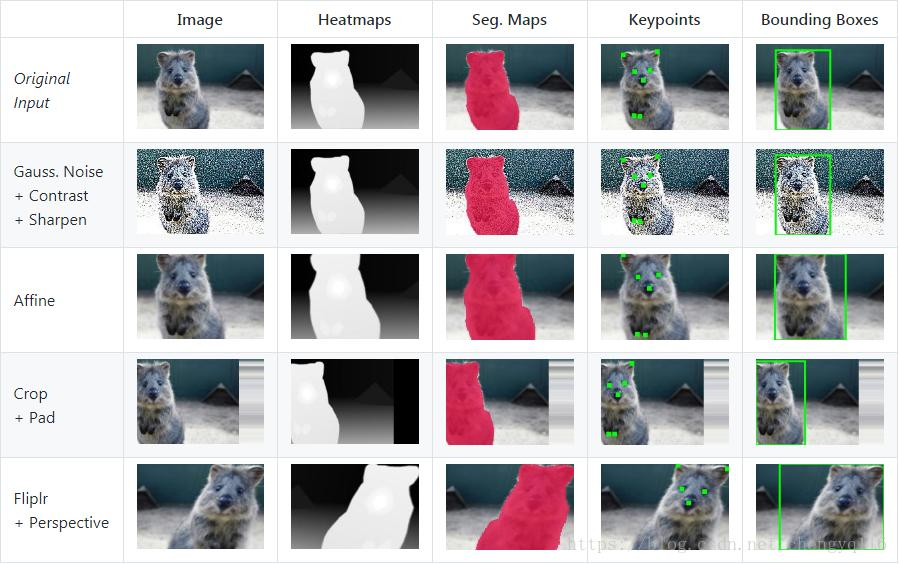 Image Heatmaps Seg. Maps Keypoints Bounding Boxes
Original
Input
Gauss. Noise
+ Contrast
+ Sharpen
Affine
Crop
+ Pad
Fliplr
+ Perspective